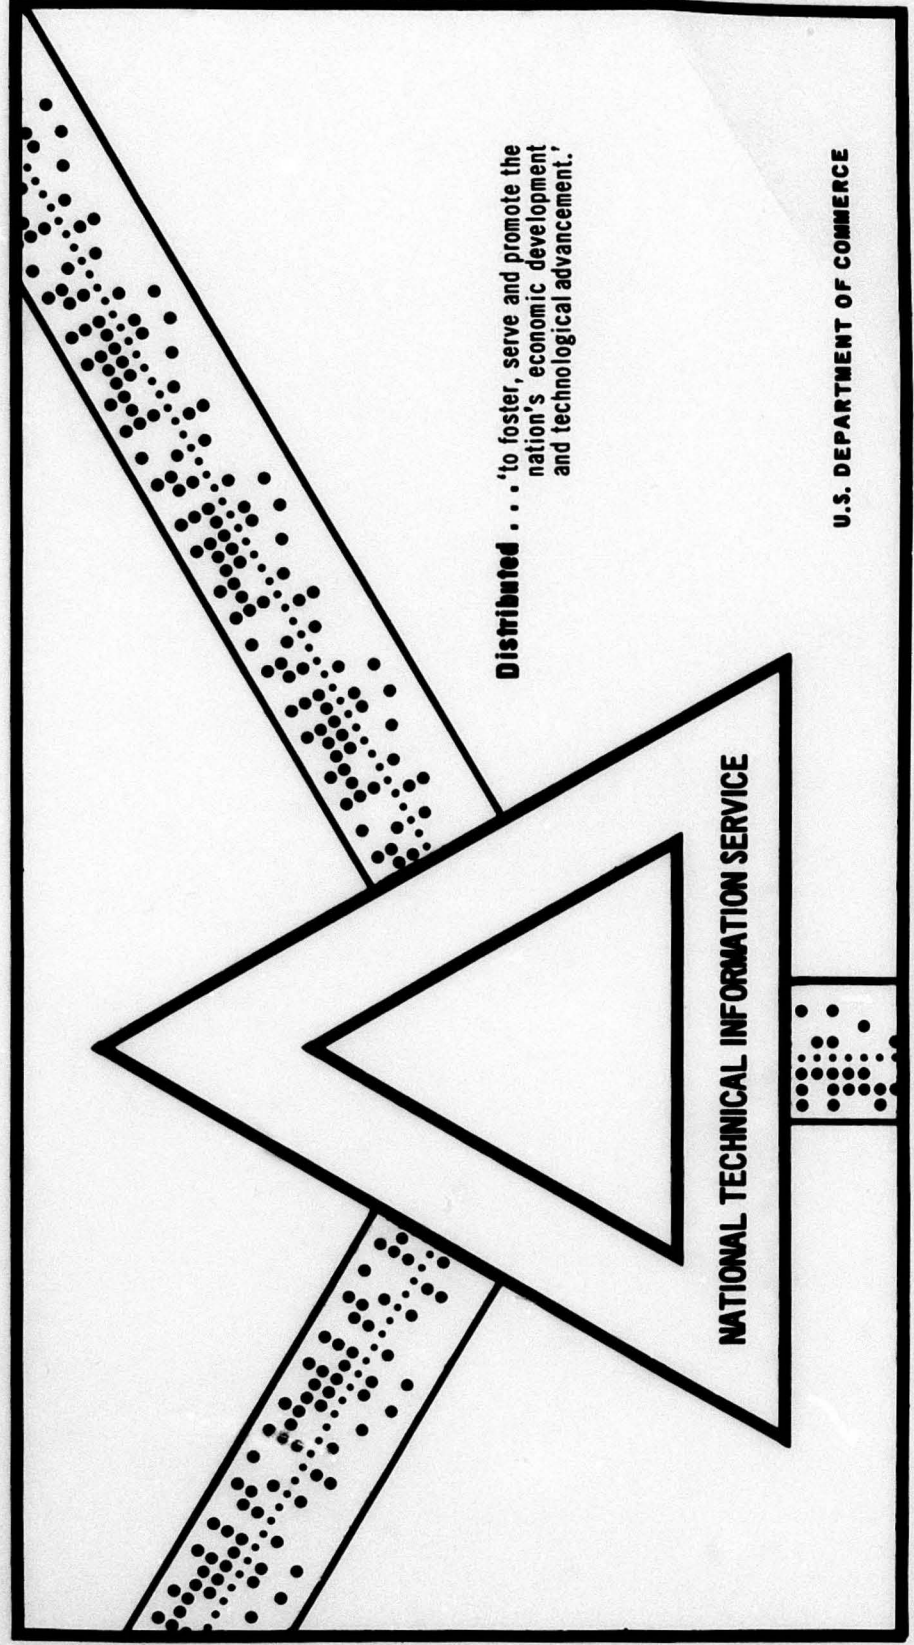 Distributed . . . 'to foster, serve and promote the
nation's economic development
and technological advancement.'
NATIONAL TECHNICAL INFORMATION SERVICE
U.S. DEPARTMENT OF COMMERCE